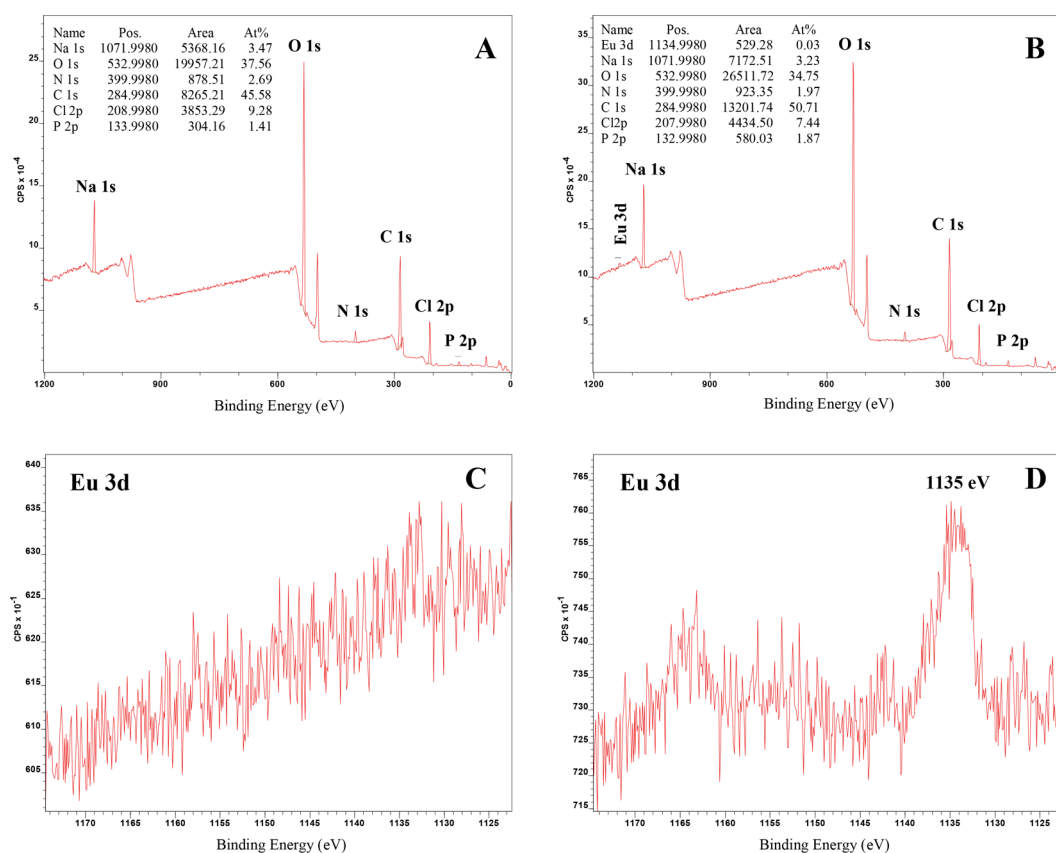 A
Name Pos. Area At%
Na 1s 1071.9980 5368.16 3.47
O 1s 532.9980 19957.21 37.56
N 1s 399.9980 878.51 2.69
C 1s 284.9980 8265.21 45.58
Cl 2p 208.9980 3853.29 9.28
P 2p 133.9980 304.16 1.41
O 1s
Na 1s
C 1s
N 1s
Cl 2p
P 2p
CPS x 10⁻⁴
25
20
15
10
5
1200 900 600 300 0
Binding Energy (eV)
B
Name Pos. Area At%
Eu 3d 1134.9980 529.28 0.03
Na 1s 1071.9980 7172.51 3.23
O 1s 532.9980 26511.72 34.75
N 1s 399.9980 923.35 1.97
C 1s 284.9980 13201.74 50.71
Cl2p 207.9980 4434.50 7.44
P 2p 132.9980 580.03 1.87
O 1s
Na 1s
Eu 3d
C 1s
N 1s
Cl 2p
P 2p
CPS x 10⁻⁴
35
30
25
20
15
10
5
1200 900 600 300
Binding Energy (eV)
Eu 3d
C
CPS x 10⁻¹
640
635
630
625
620
615
610
605
1170 1165 1160 1155 1150 1145 1140 1135 1130 1125
Binding Energy (eV)
Eu 3d
1135 eV
D
CPS x 10⁻¹
765
760
755
750
745
740
735
730
725
720
715
1170 1165 1160 1155 1150 1145 1140 1135 1130 1125
Binding Energy (eV)